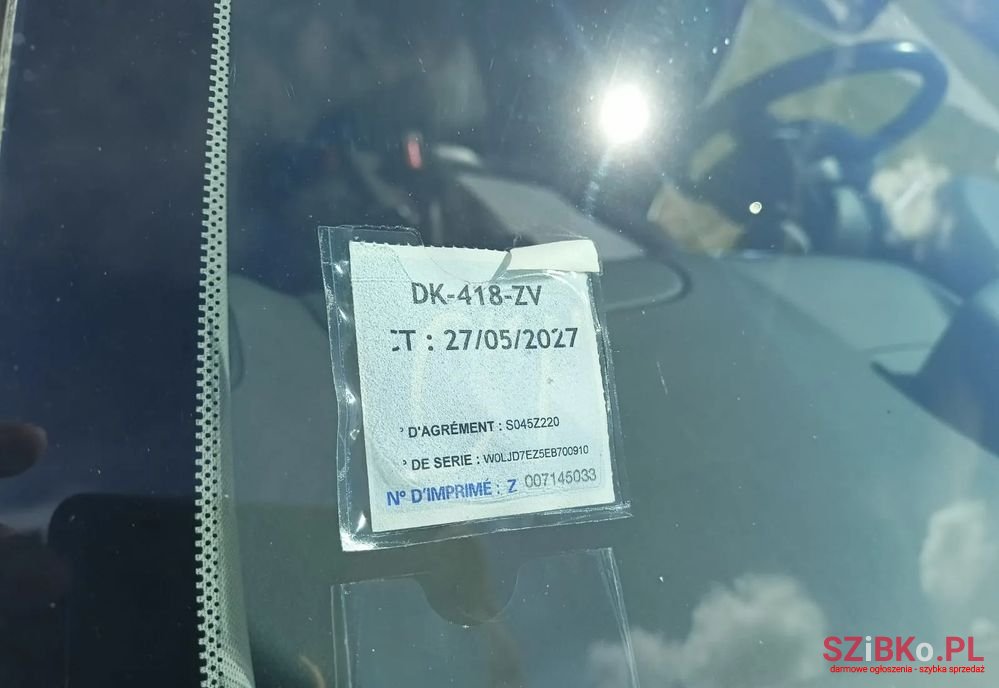 DK-418-ZV
CT : 27/05/2027
° D'AGRÉMENT : S045Z220
° DE SERIE : W0LJD7EZ5EB700910
N° D'IMPRIMÉ : Z 007145033
SZiBKo.PL
darmowe ogłoszenia - szybka sprzedaż